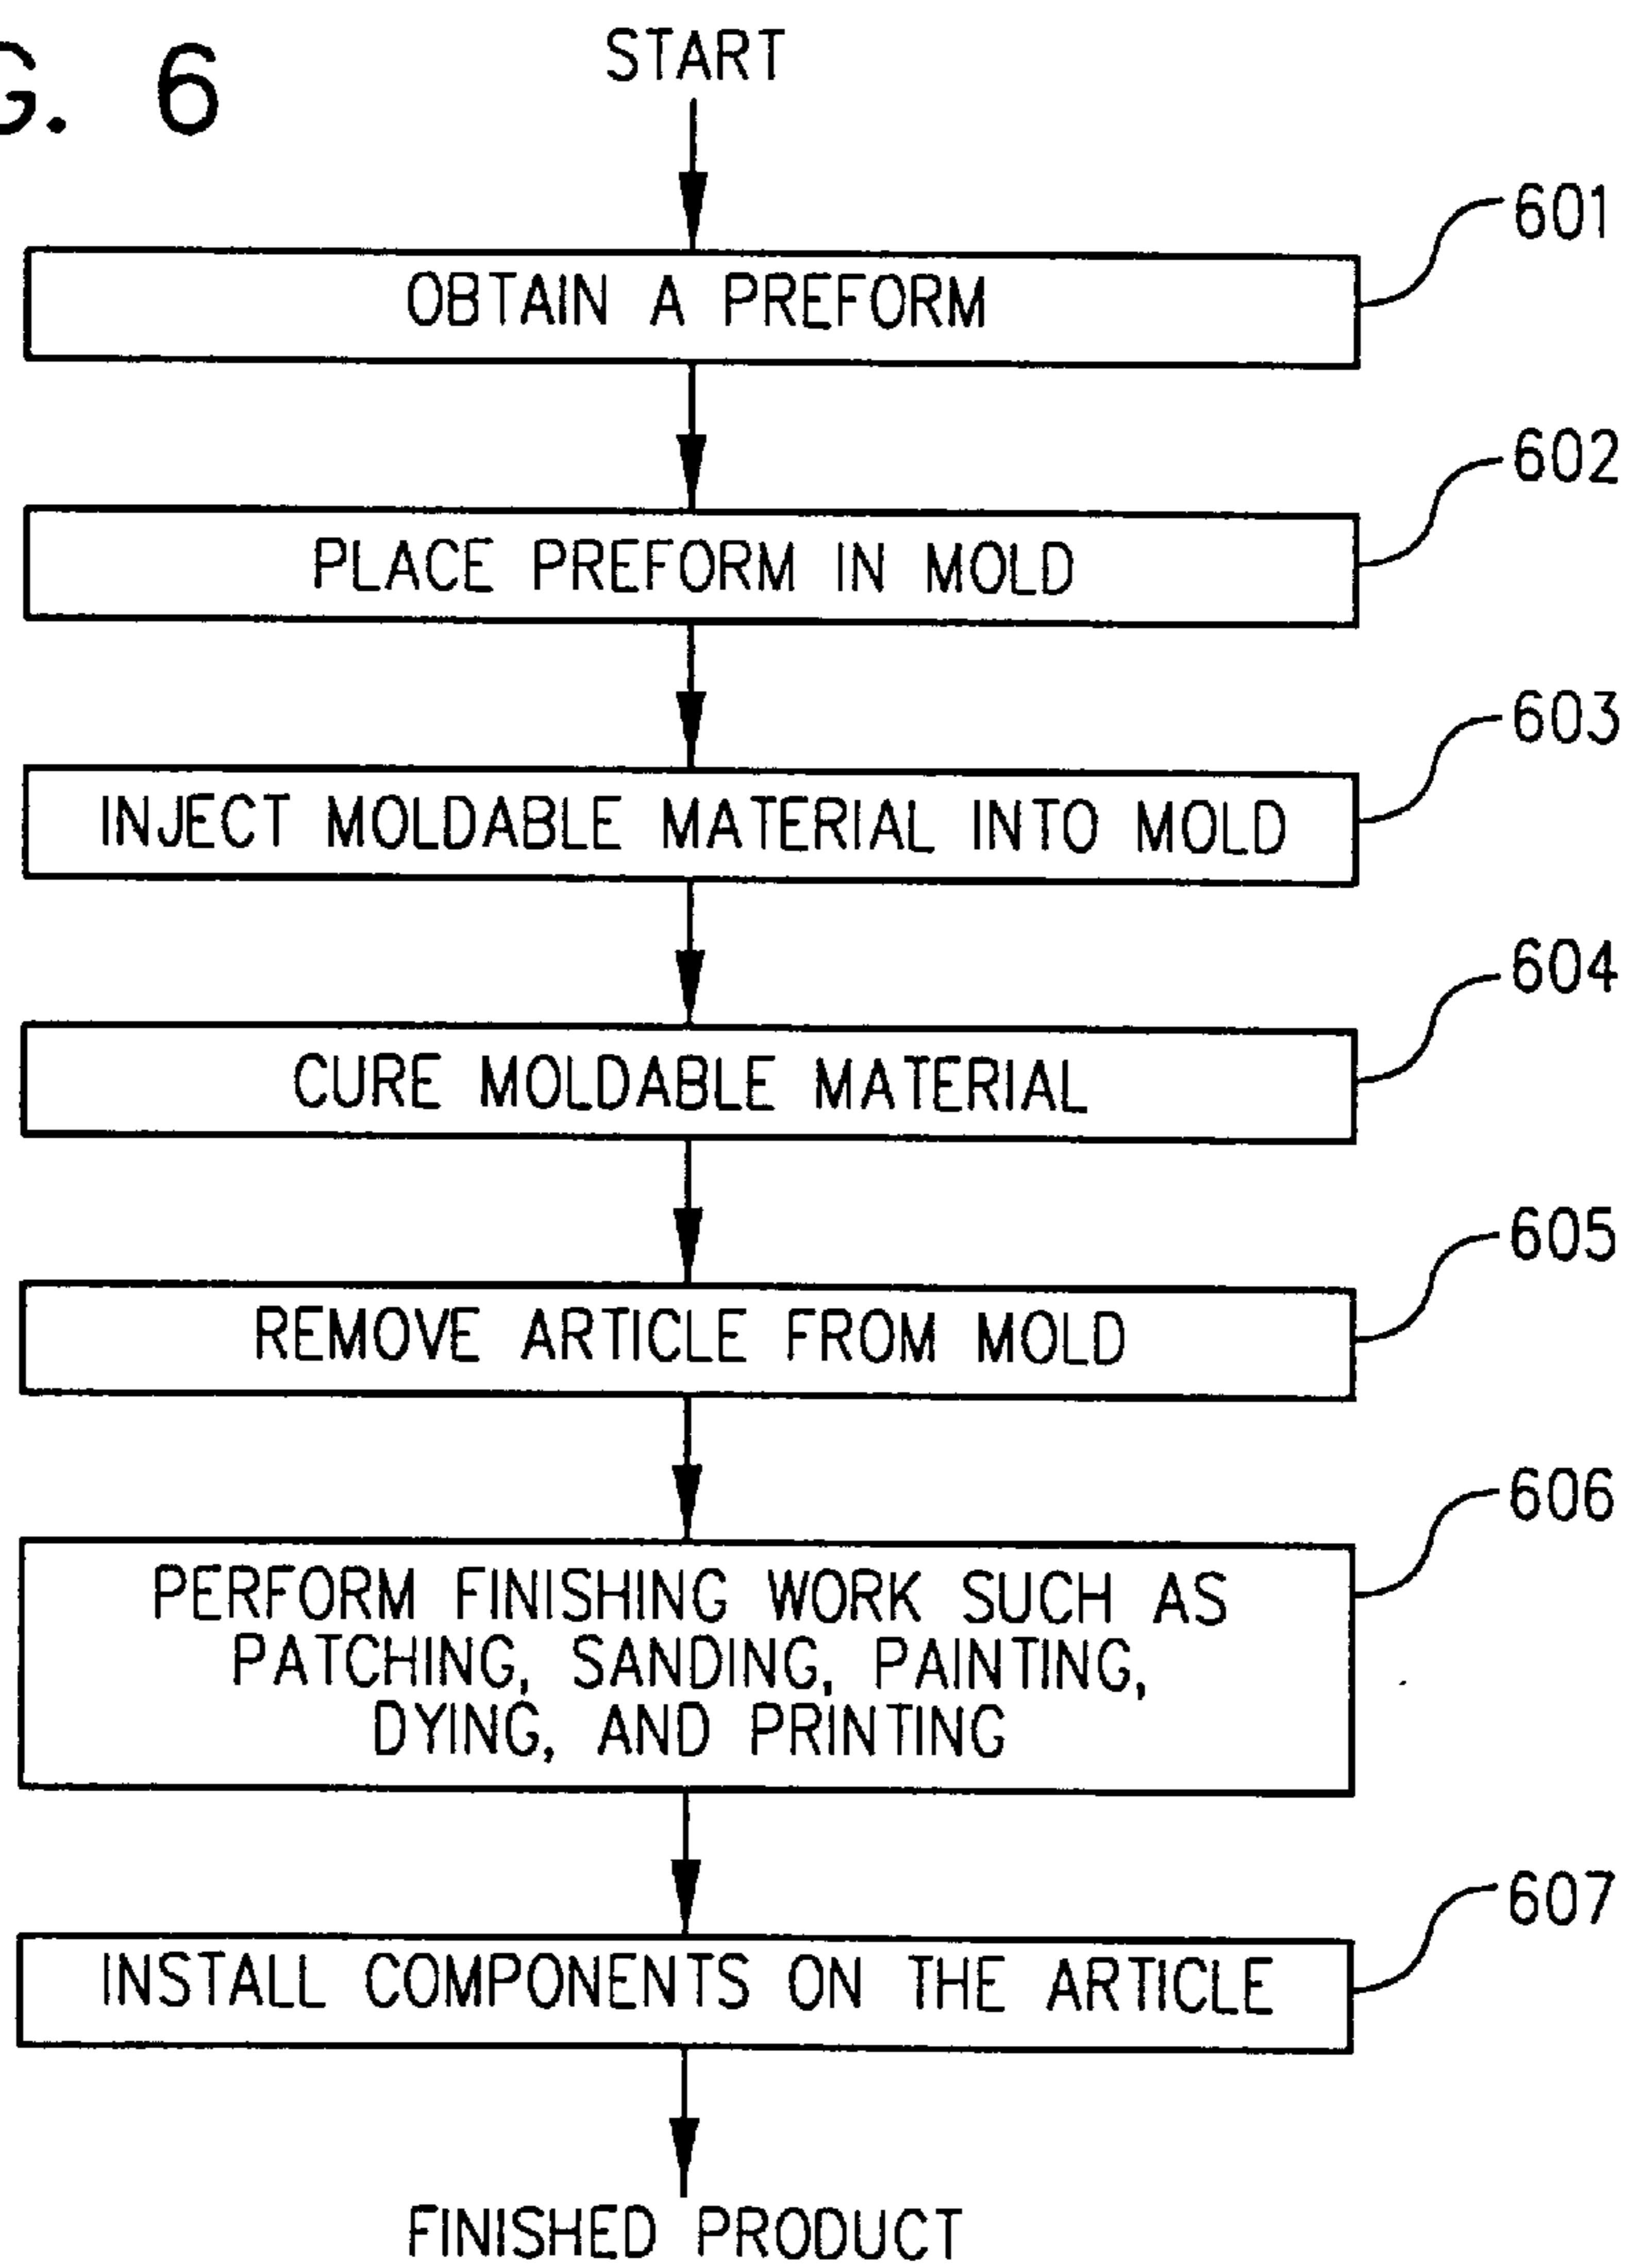 G. 6
START
601
OBTAIN A PREFORM
602
PLACE PREFORM IN MOLD
603
INJECT MOLDABLE MATERIAL INTO MOLD
604
CURE MOLDABLE MATERIAL
605
REMOVE ARTICLE FROM MOLD
606
PERFORM FINISHING WORK SUCH AS
PATCHING, SANDING, PAINTING,
DYING, AND PRINTING
607
INSTALL COMPONENTS ON THE ARTICLE
FINISHED PRODUCT